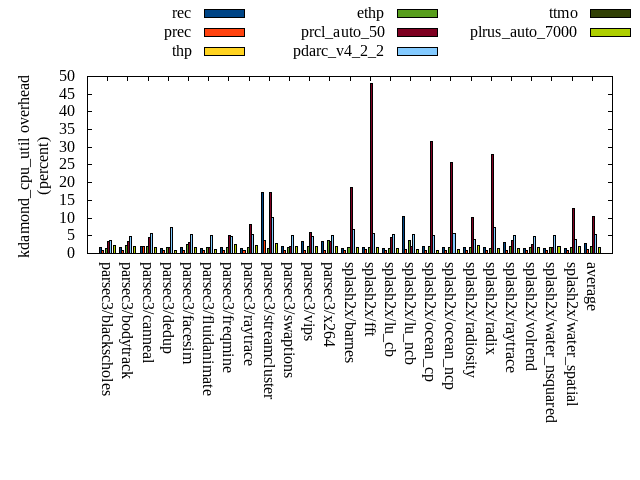 rec ethp ttmo
prec prcl_auto_50 plrus_auto_7000
thp pdarc_v4_2_2
kdamond_cpu_util overhead
(percent)
50
45
40
35
30
25
20
15
10
5
0
parsec3/blackscholes
parsec3/bodytrack
parsec3/canneal
parsec3/dedup
parsec3/facesim
parsec3/fluidanimate
parsec3/freqmine
parsec3/raytrace
parsec3/streamcluster
parsec3/swaptions
parsec3/vips
parsec3/x264
splash2x/barnes
splash2x/fft
splash2x/lu_cb
splash2x/lu_ncb
splash2x/ocean_cp
splash2x/ocean_ncp
splash2x/radiosity
splash2x/radix
splash2x/raytrace
splash2x/volrend
splash2x/water_nsquared
splash2x/water_spatial
average